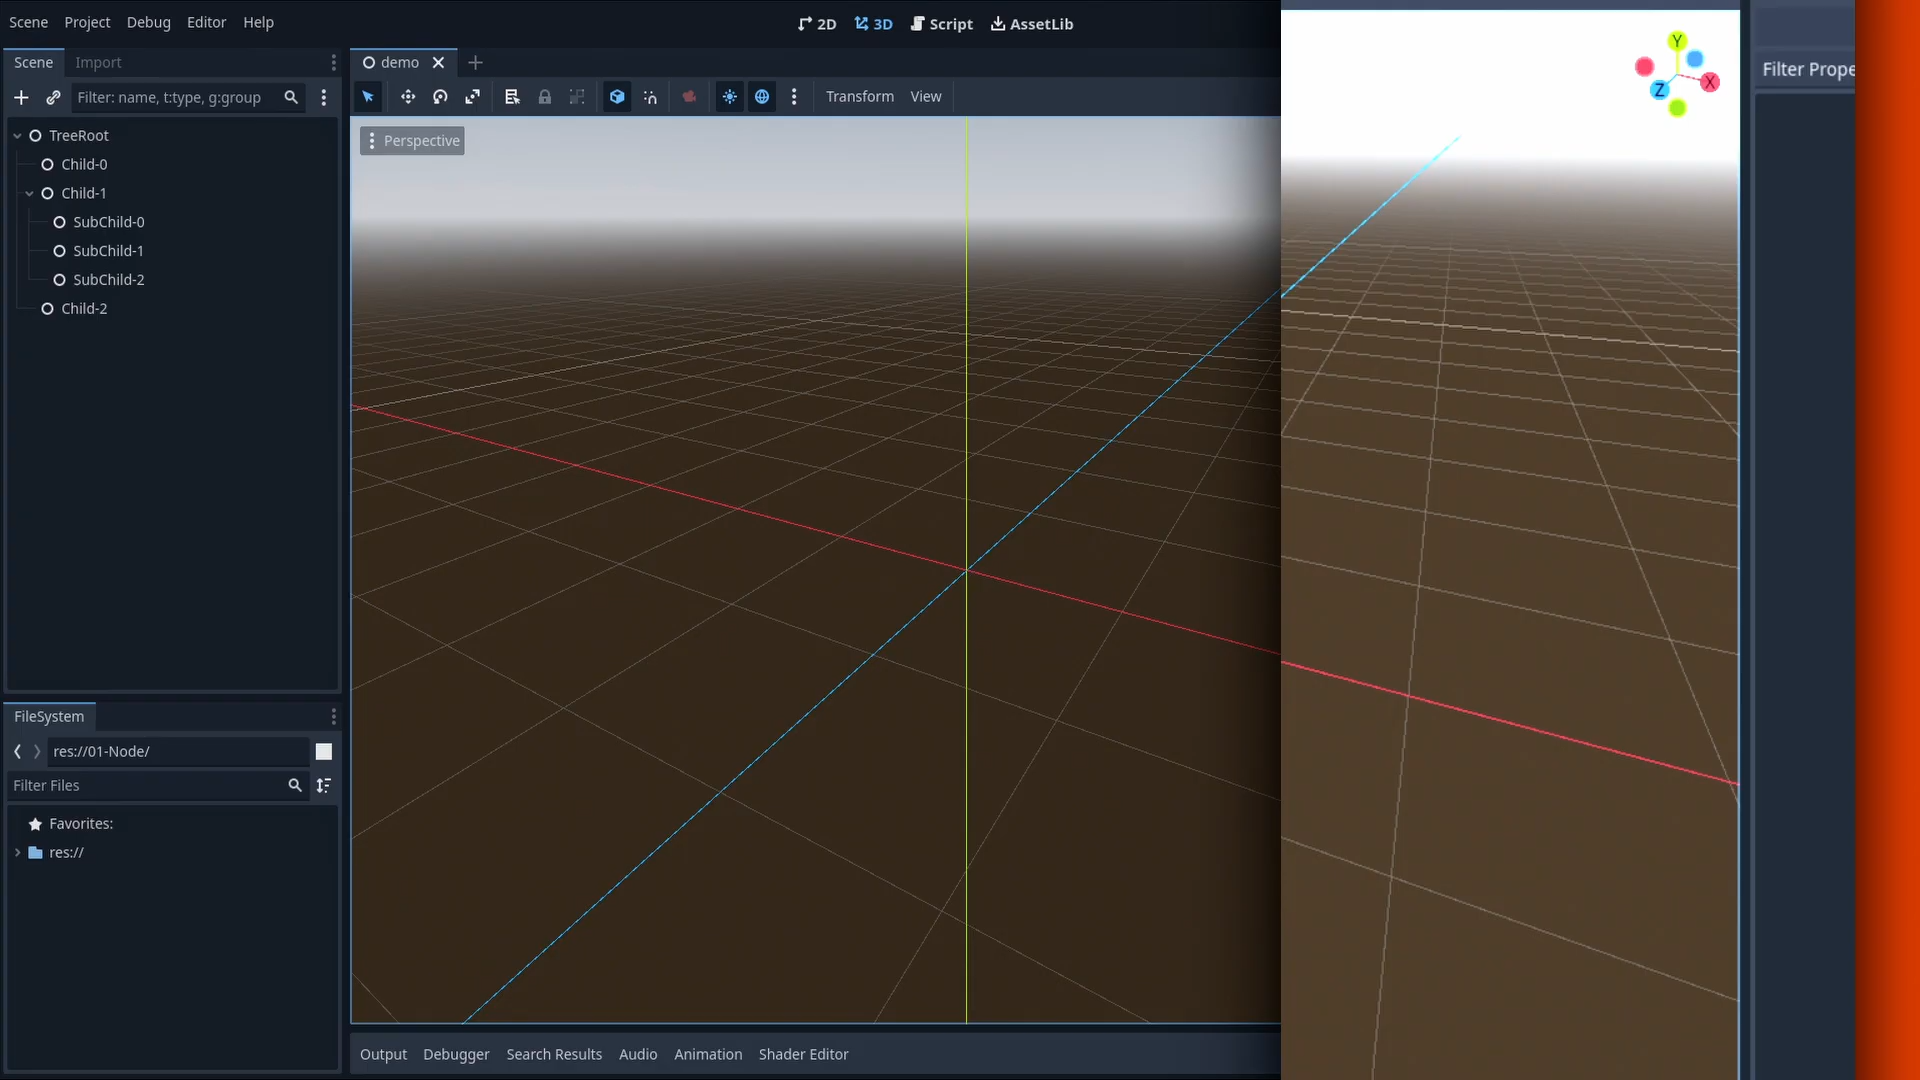 Scene Project Debug Editor Help
2D 3D Script AssetLib
Scene Import
demo
Filter: name, t:type, g:group
Transform View
Perspective
TreeRoot
Child-0
Child-1
SubChild-0
SubChild-1
SubChild-2
Child-2
FileSystem
res://01-Node/
Filter Files
Favorites:
res://
Output Debugger Search Results Audio Animation Shader Editor
Y
X
Z
Filter Prope